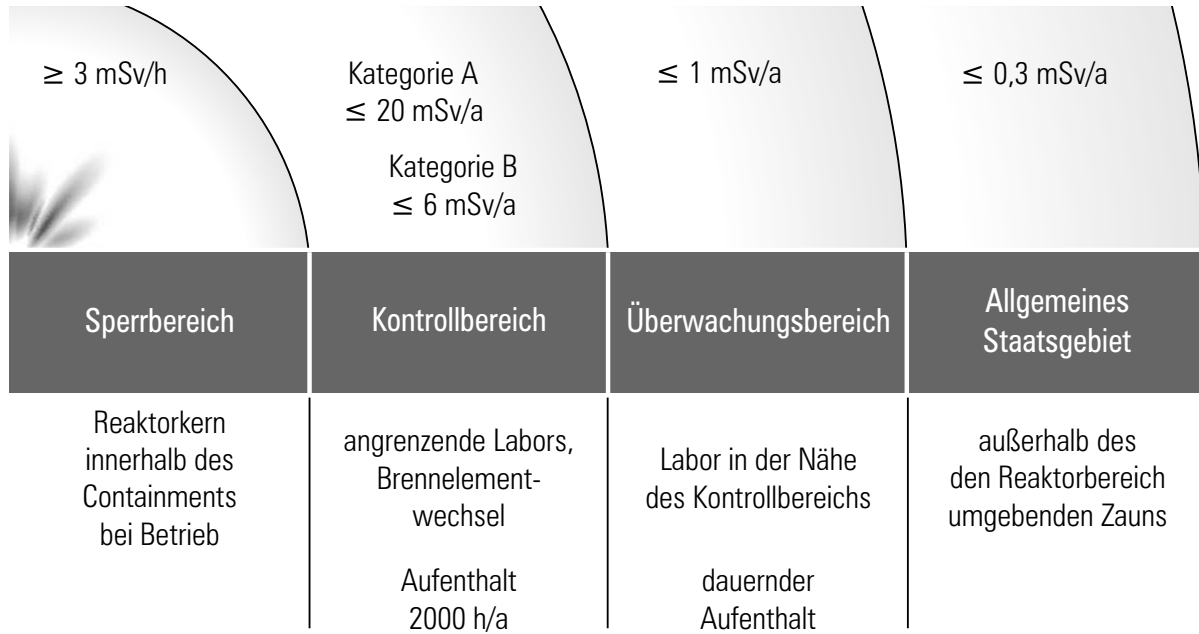 ≥ 3 mSv/h
Kategorie A
≤ 20 mSv/a
Kategorie B
≤ 6 mSv/a
≤ 1 mSv/a
≤ 0,3 mSv/a
Sperrbereich
Kontrollbereich
Überwachungsbereich
Allgemeines
Staatsgebiet
Reaktorkern
innerhalb des
Containments
bei Betrieb
angrenzende Labors,
Brennelement-
wechsel
Aufenthalt
2000 h/a
Labor in der Nähe
des Kontrollbereichs
dauernder
Aufenthalt
außerhalb des
den Reaktorbereich
umgebenden Zauns